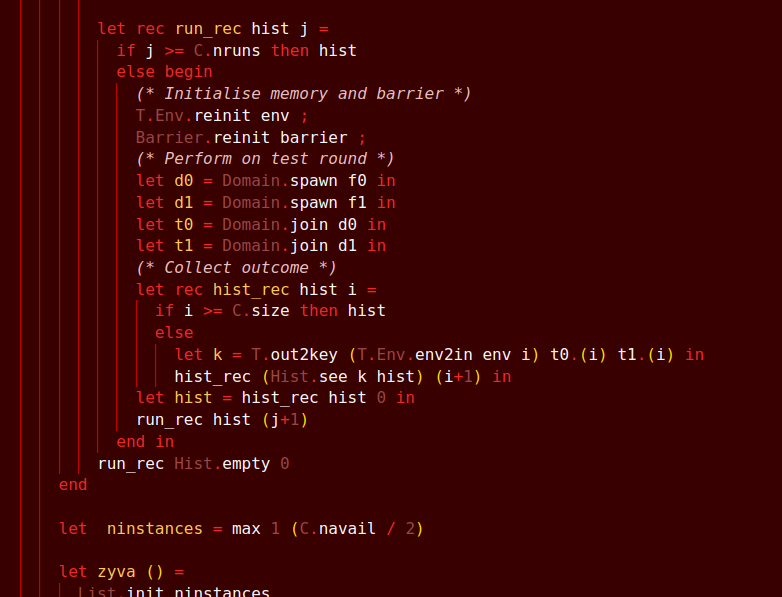 let rec run_rec hist j =
if j >= C.nruns then hist
else begin
(* Initialise memory and barrier *)
T.Env.reinit env ;
Barrier.reinit barrier ;
(* Perform on test round *)
let d0 = Domain.spawn f0 in
let d1 = Domain.spawn f1 in
let t0 = Domain.join d0 in
let t1 = Domain.join d1 in
(* Collect outcome *)
let rec hist_rec hist i =
if i >= C.size then hist
else
let k = T.out2key (T.Env.env2in env i) t0.(i) t1.(i) in
hist_rec (Hist.see k hist) (i+1) in
let hist = hist_rec hist 0 in
run_rec hist (j+1)
end in
run_rec Hist.empty 0
end
let  ninstances = max 1 (C.navail / 2)
let zyva () =
List.init ninstances